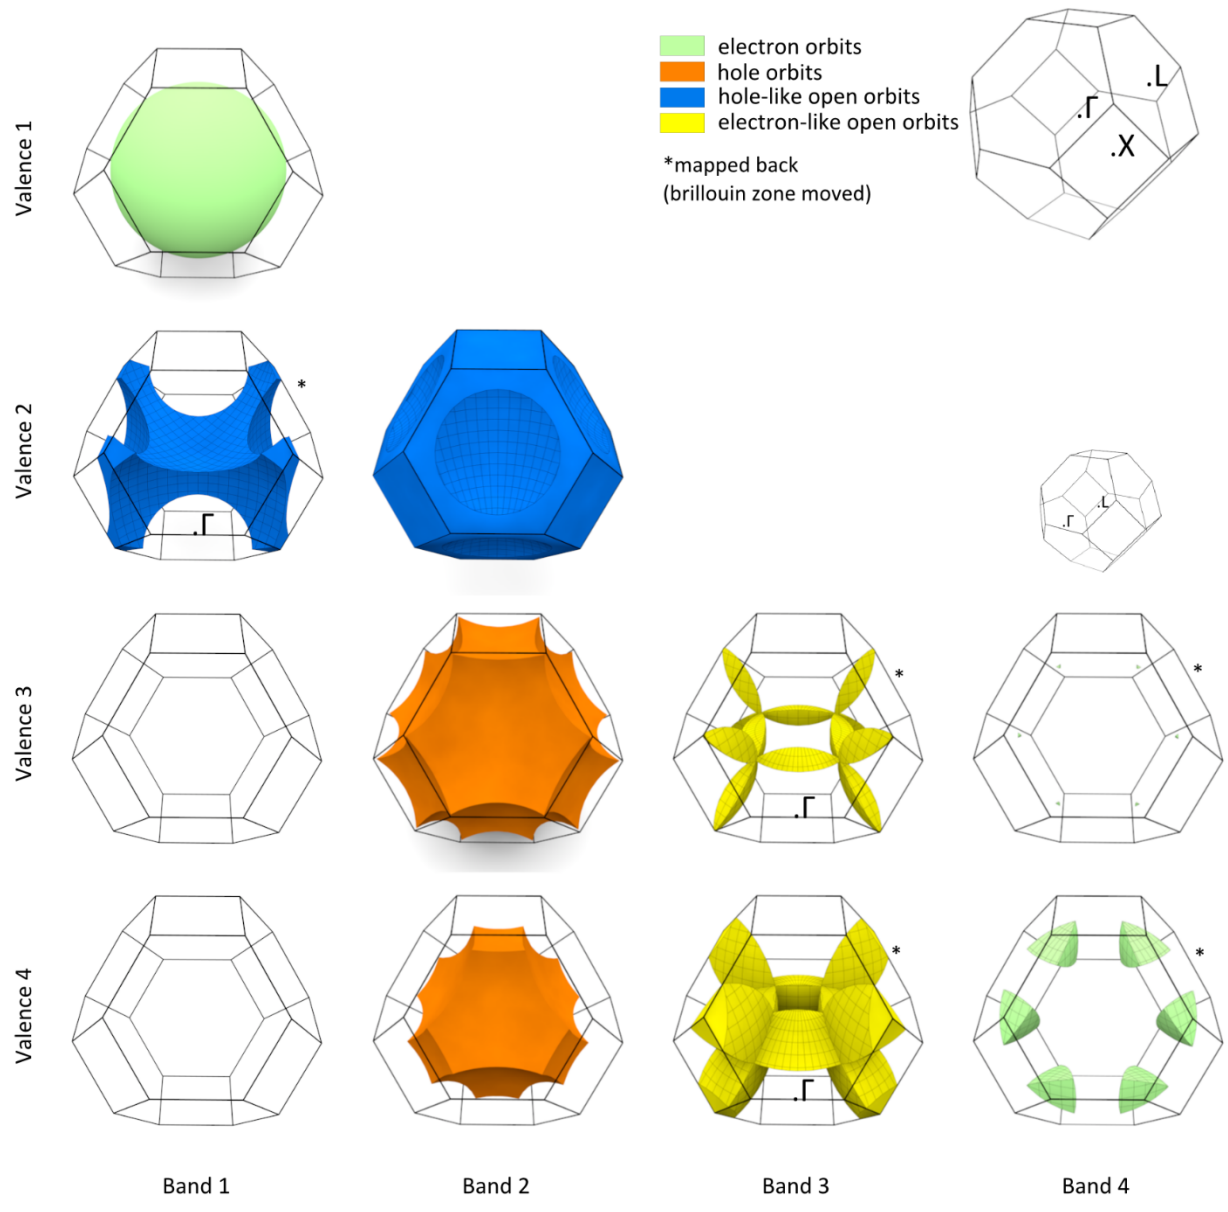 electron orbits
hole orbits
hole-like open orbits
electron-like open orbits
*mapped back
(brillouin zone moved)
.L
.Γ
.X
Valence 1
Valence 2
*
.Γ
.Γ
.L
Valence 3
*
.Γ
*
Valence 4
*
.Γ
*
Band 1
Band 2
Band 3
Band 4